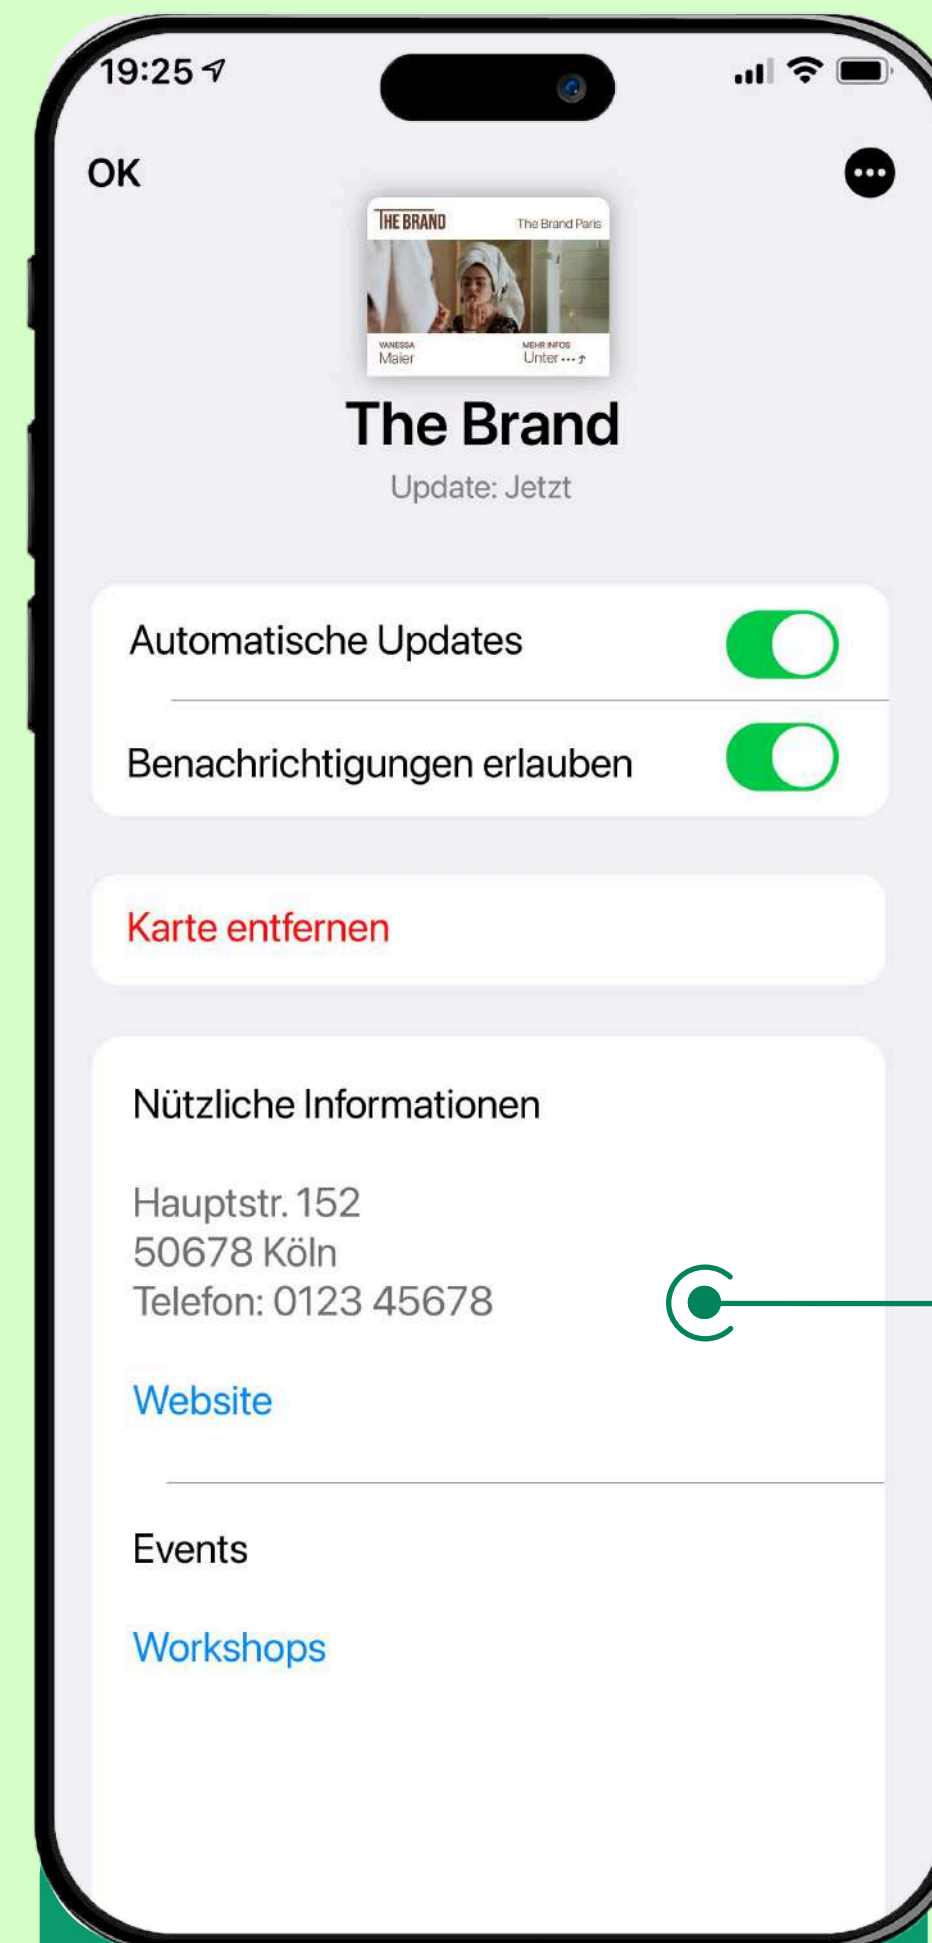 19:25
OK
THE BRAND
The Brand Paris
VANESSA
Maier
MEHR INFOS
Unter
The Brand
Update: Jetzt
Automatische Updates
Benachrichtigungen erlauben
Karte entfernen
Nützliche Informationen
Hauptstr. 152
50678 Köln
Telefon: 0123 45678
Website
Events
Workshops